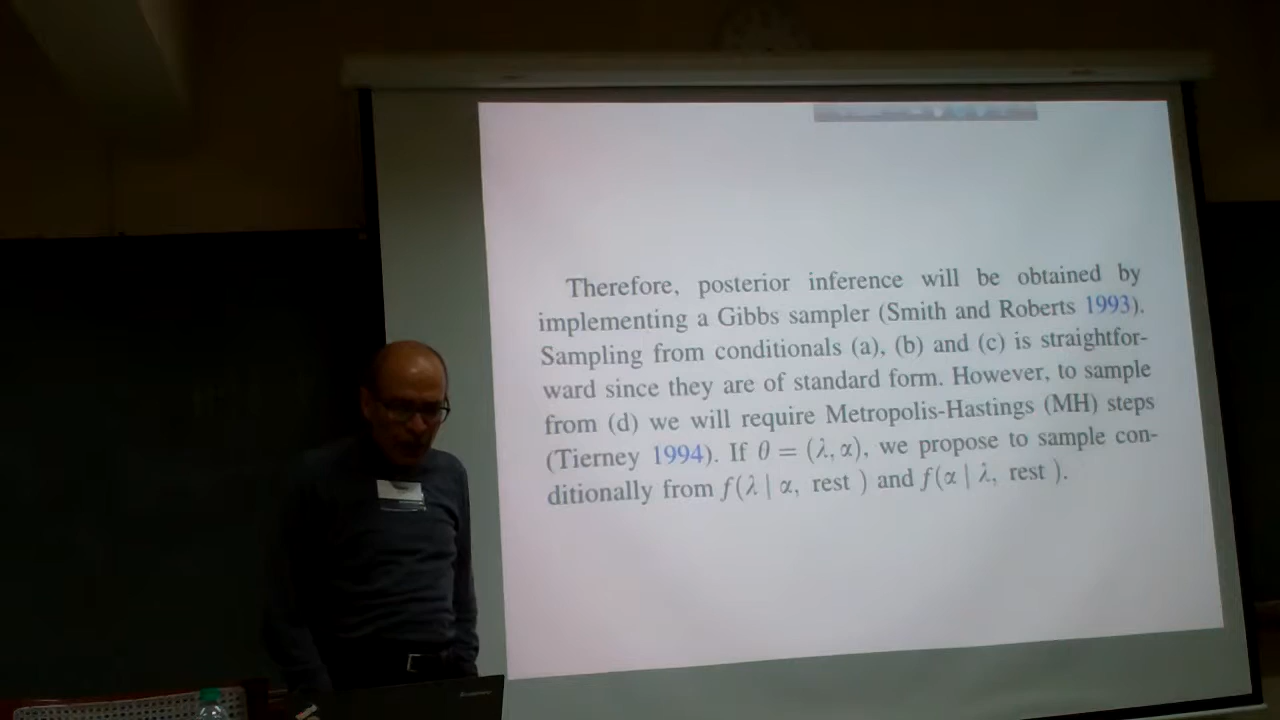 Therefore, posterior inference will be obtained by
implementing a Gibbs sampler (Smith and Roberts 1993).
Sampling from conditionals (a), (b) and (c) is straightfor-
ward since they are of standard form. However, to sample
from (d) we will require Metropolis-Hastings (MH) steps
(Tierney 1994). If θ = (λ, α), we propose to sample con-
ditionally from f(λ | α, rest ) and f(α | λ, rest ).